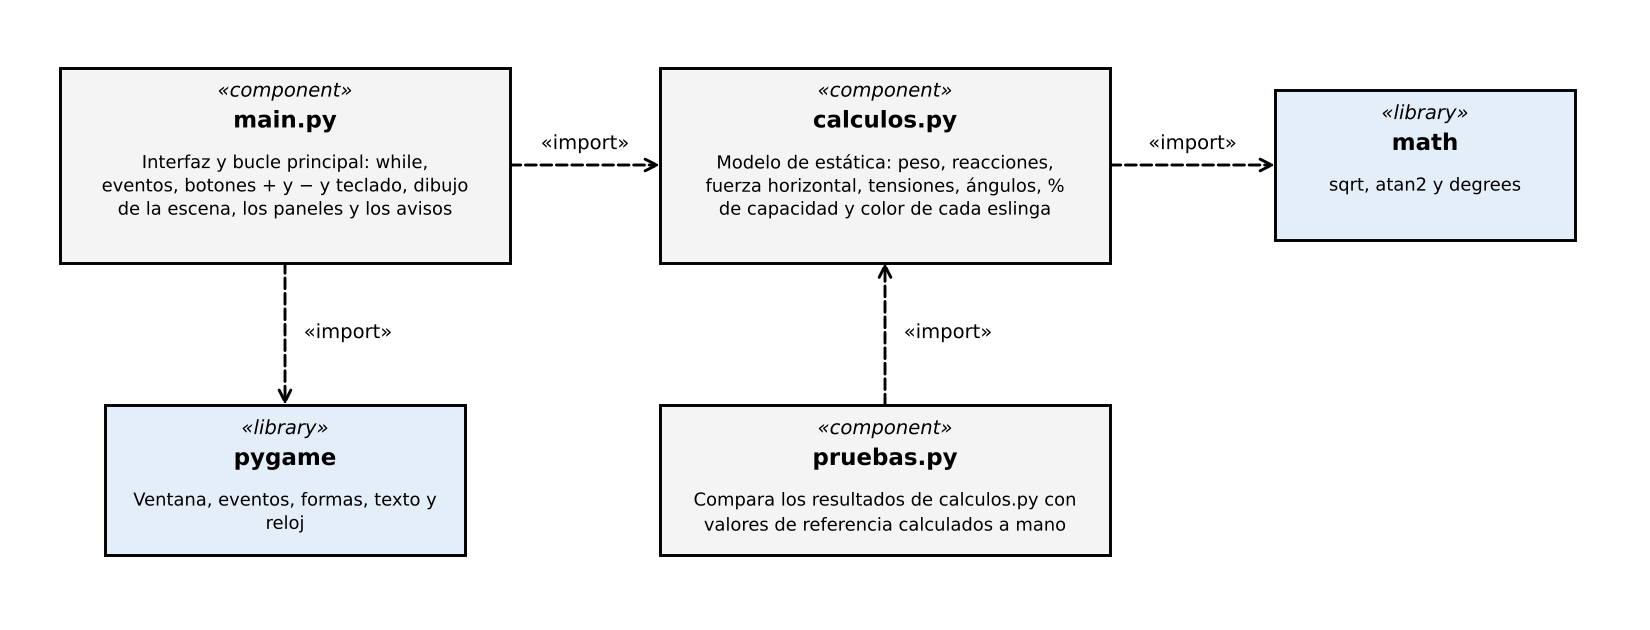 «component»
main.py
Interfaz y bucle principal: while,
eventos, botones + y − y teclado, dibujo
de la escena, los paneles y los avisos
«import»
«component»
calculos.py
Modelo de estática: peso, reacciones,
fuerza horizontal, tensiones, ángulos, %
de capacidad y color de cada eslinga
«import»
«library»
math
sqrt, atan2 y degrees
«import»
«import»
«library»
pygame
Ventana, eventos, formas, texto y
reloj
«component»
pruebas.py
Compara los resultados de calculos.py con
valores de referencia calculados a mano